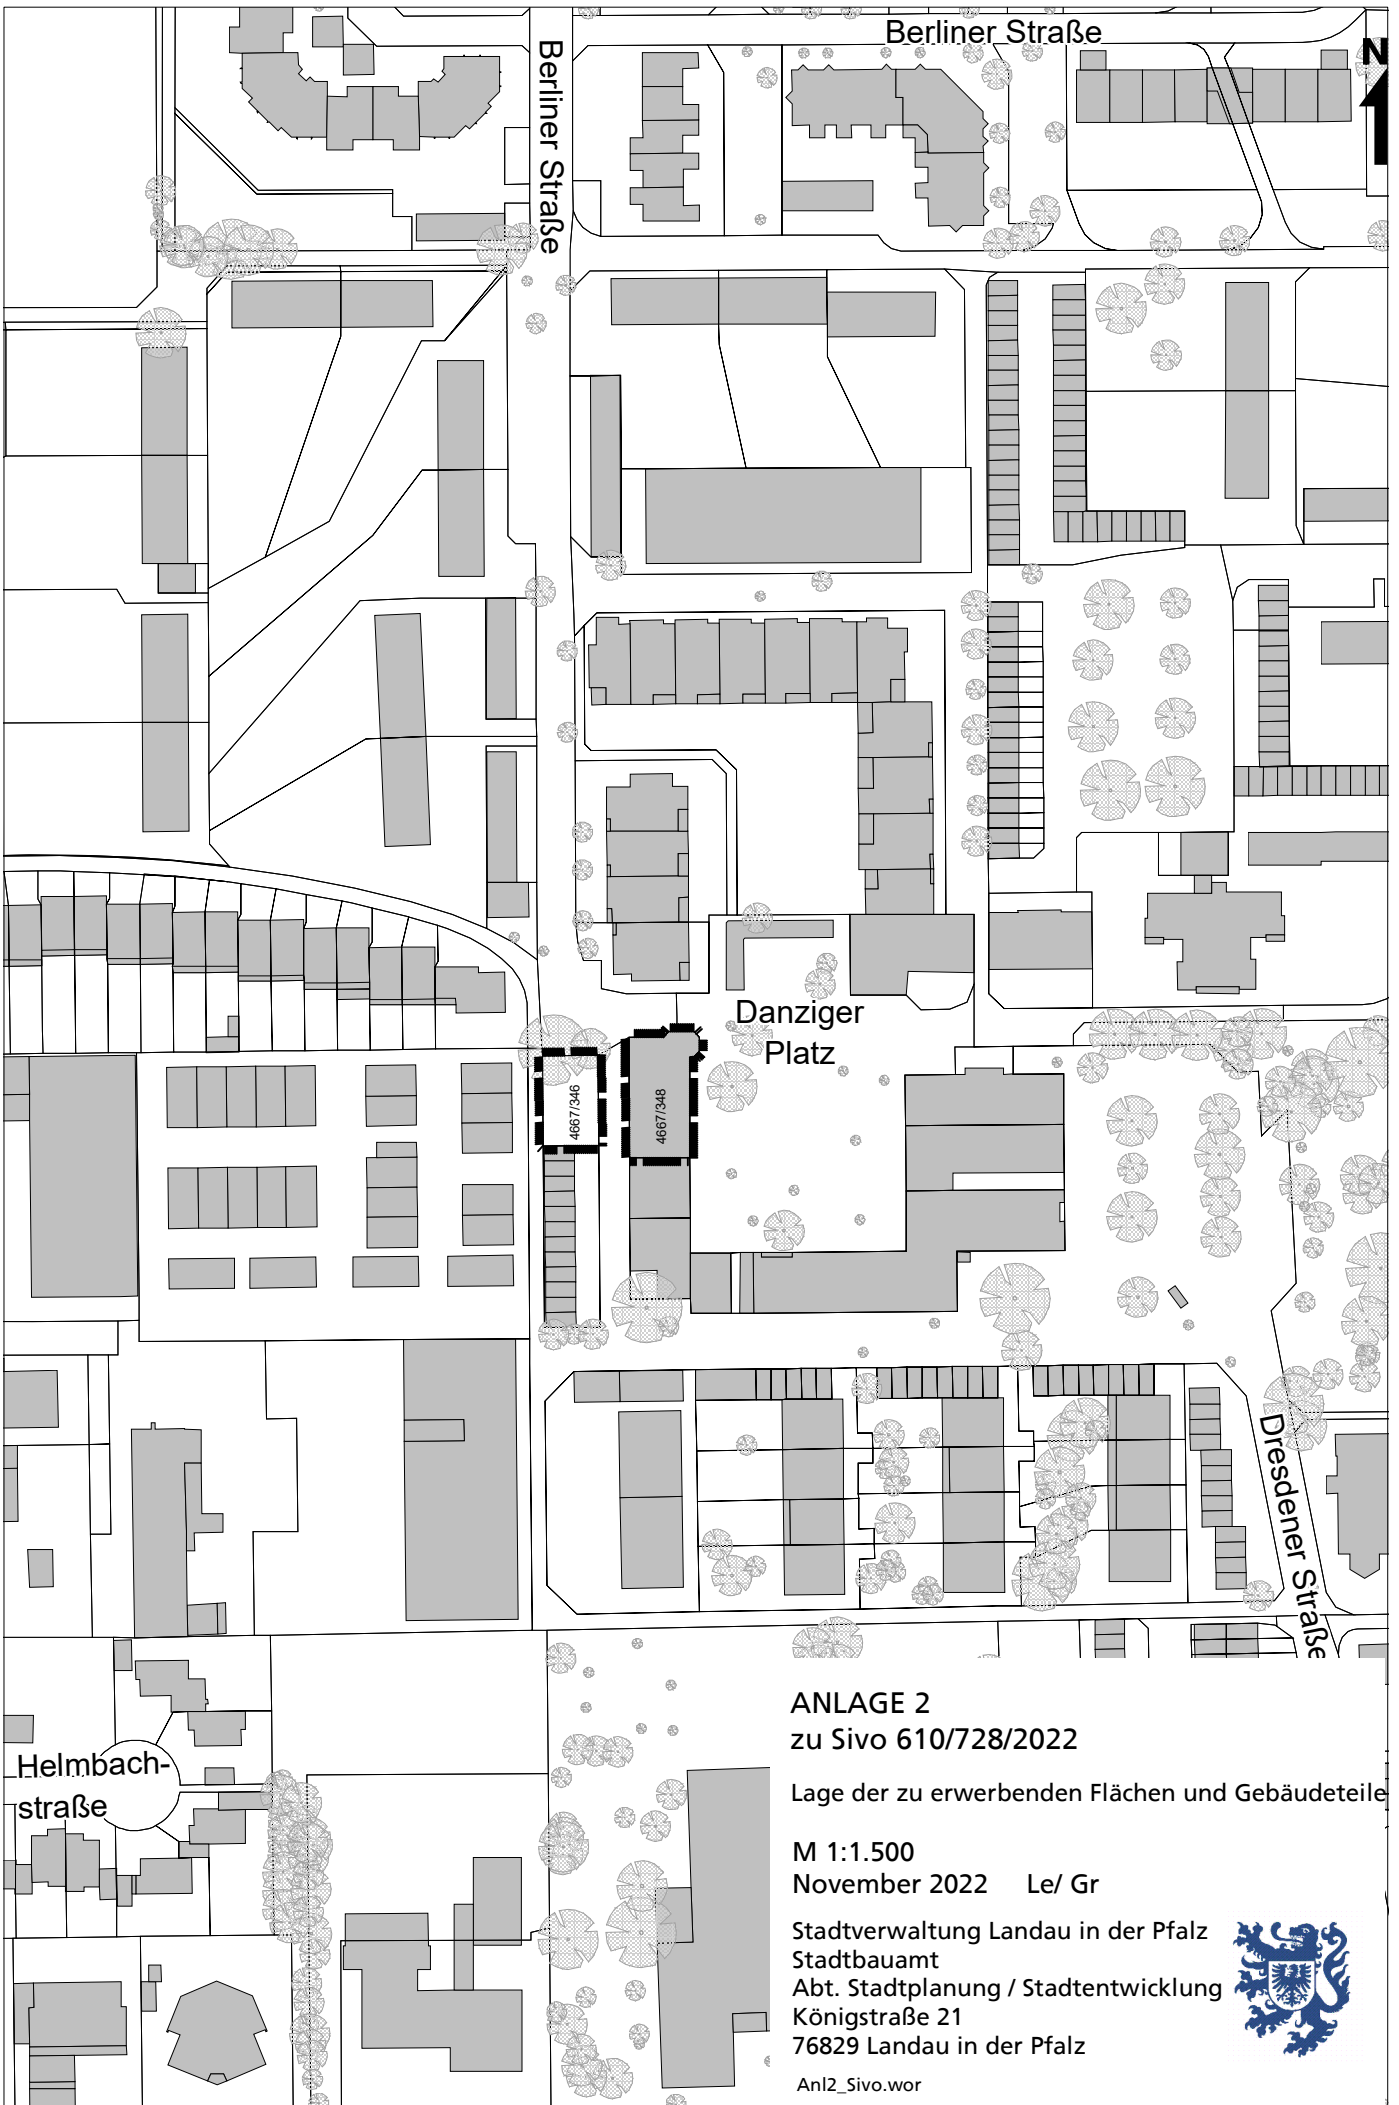 Berliner Straße
N
Berliner Straße
Danziger
Platz
4667/346
4667/348
Dresdener Straße
Helmbach-
straße
ANLAGE 2
zu Sivo 610/728/2022
Lage der zu erwerbenden Flächen und Gebäudeteile
M 1:1.500
November 2022 Le/ Gr
Stadtverwaltung Landau in der Pfalz
Stadtbauamt
Abt. Stadtplanung / Stadtentwicklung
Königstraße 21
76829 Landau in der Pfalz
Anl2_Sivo.wor